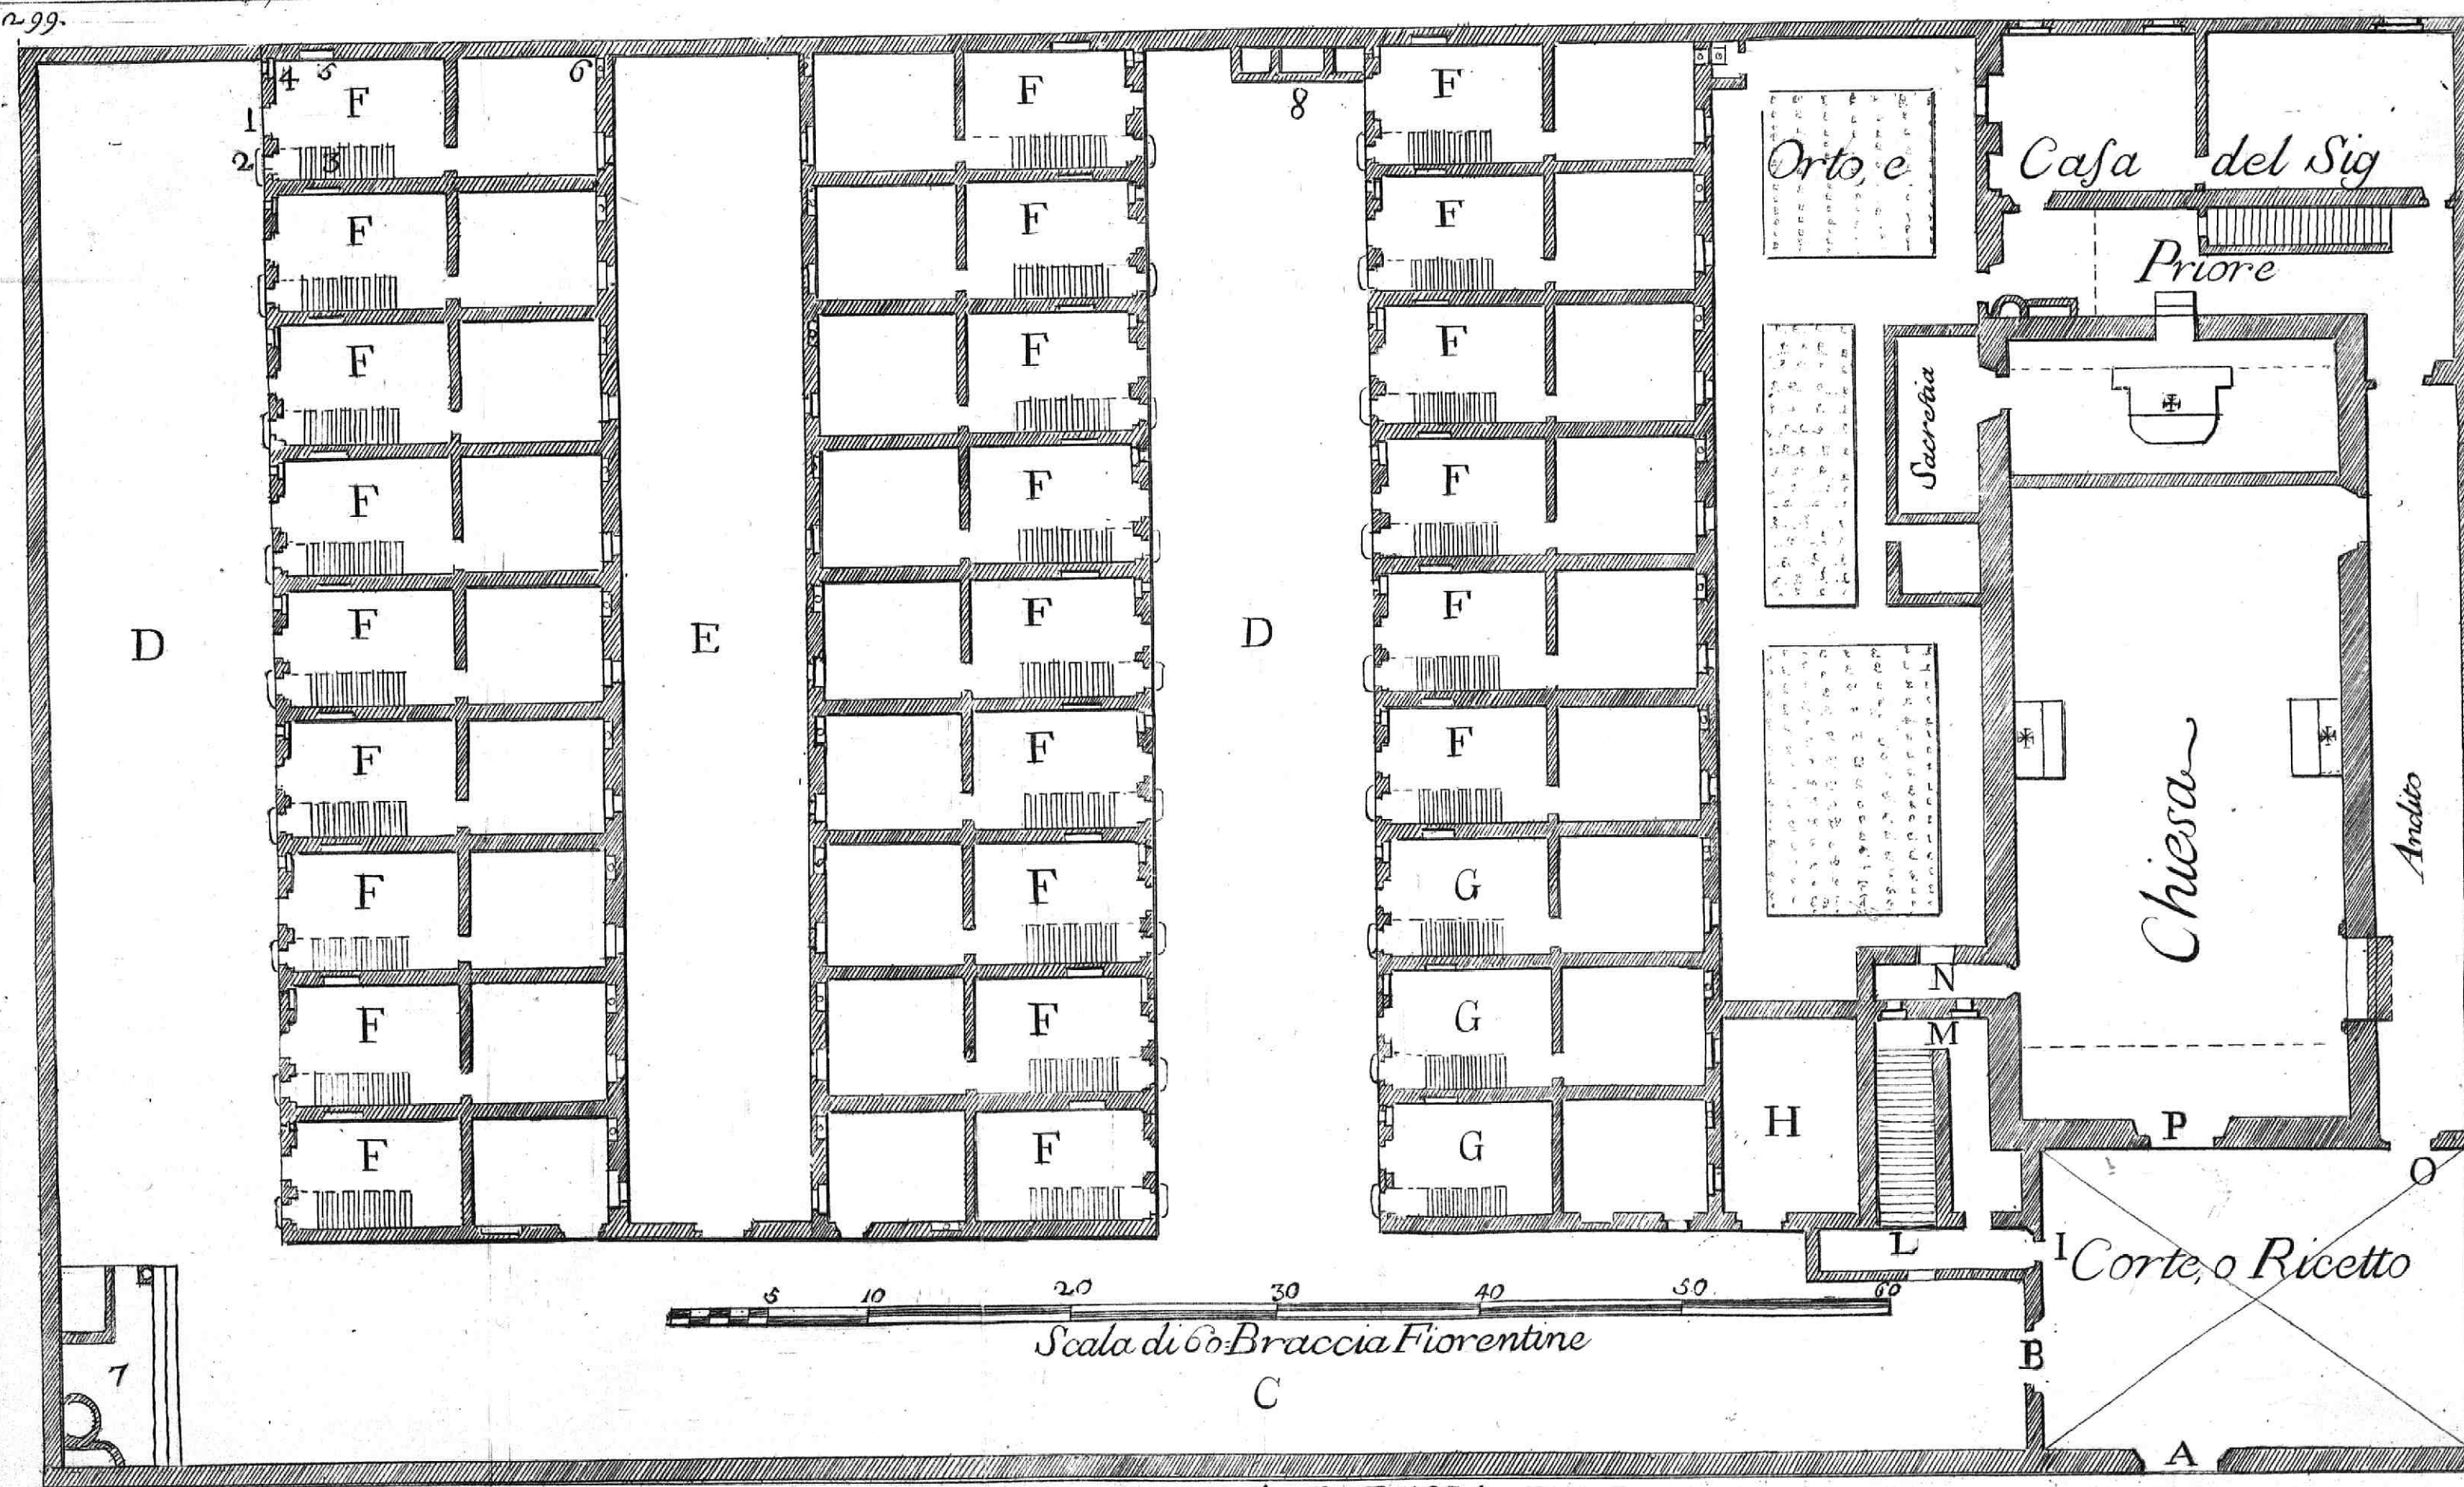 299.
4 5 6
1 F F F
2 3
8
Orto, e Casa del Sig
F F F
Priore
F F F
Sacrestia
F F F
D F E F D F
F F F
Chiesa
Andito
F F G
N
F F G
M
H
F F G
P
O
L I Corte, o Ricetto
5 10 20 30 40 50 60
Scala di 60: Braccia Fiorentine
B
7 C
A